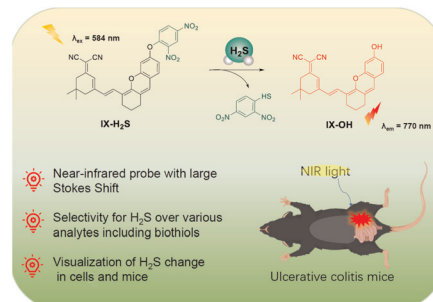 λex = 584 nm
NC CN
O NO₂
NO₂
O
IX-H₂S
H₂S
HS
O₂N NO₂
NC CN
OH
O
IX-OH
λem = 770 nm
Near-infrared probe with large
Stokes Shift
Selectivity for H₂S over various
analytes including biothiols
Visualization of H₂S change
in cells and mice
NIR light
Ulcerative colitis mice